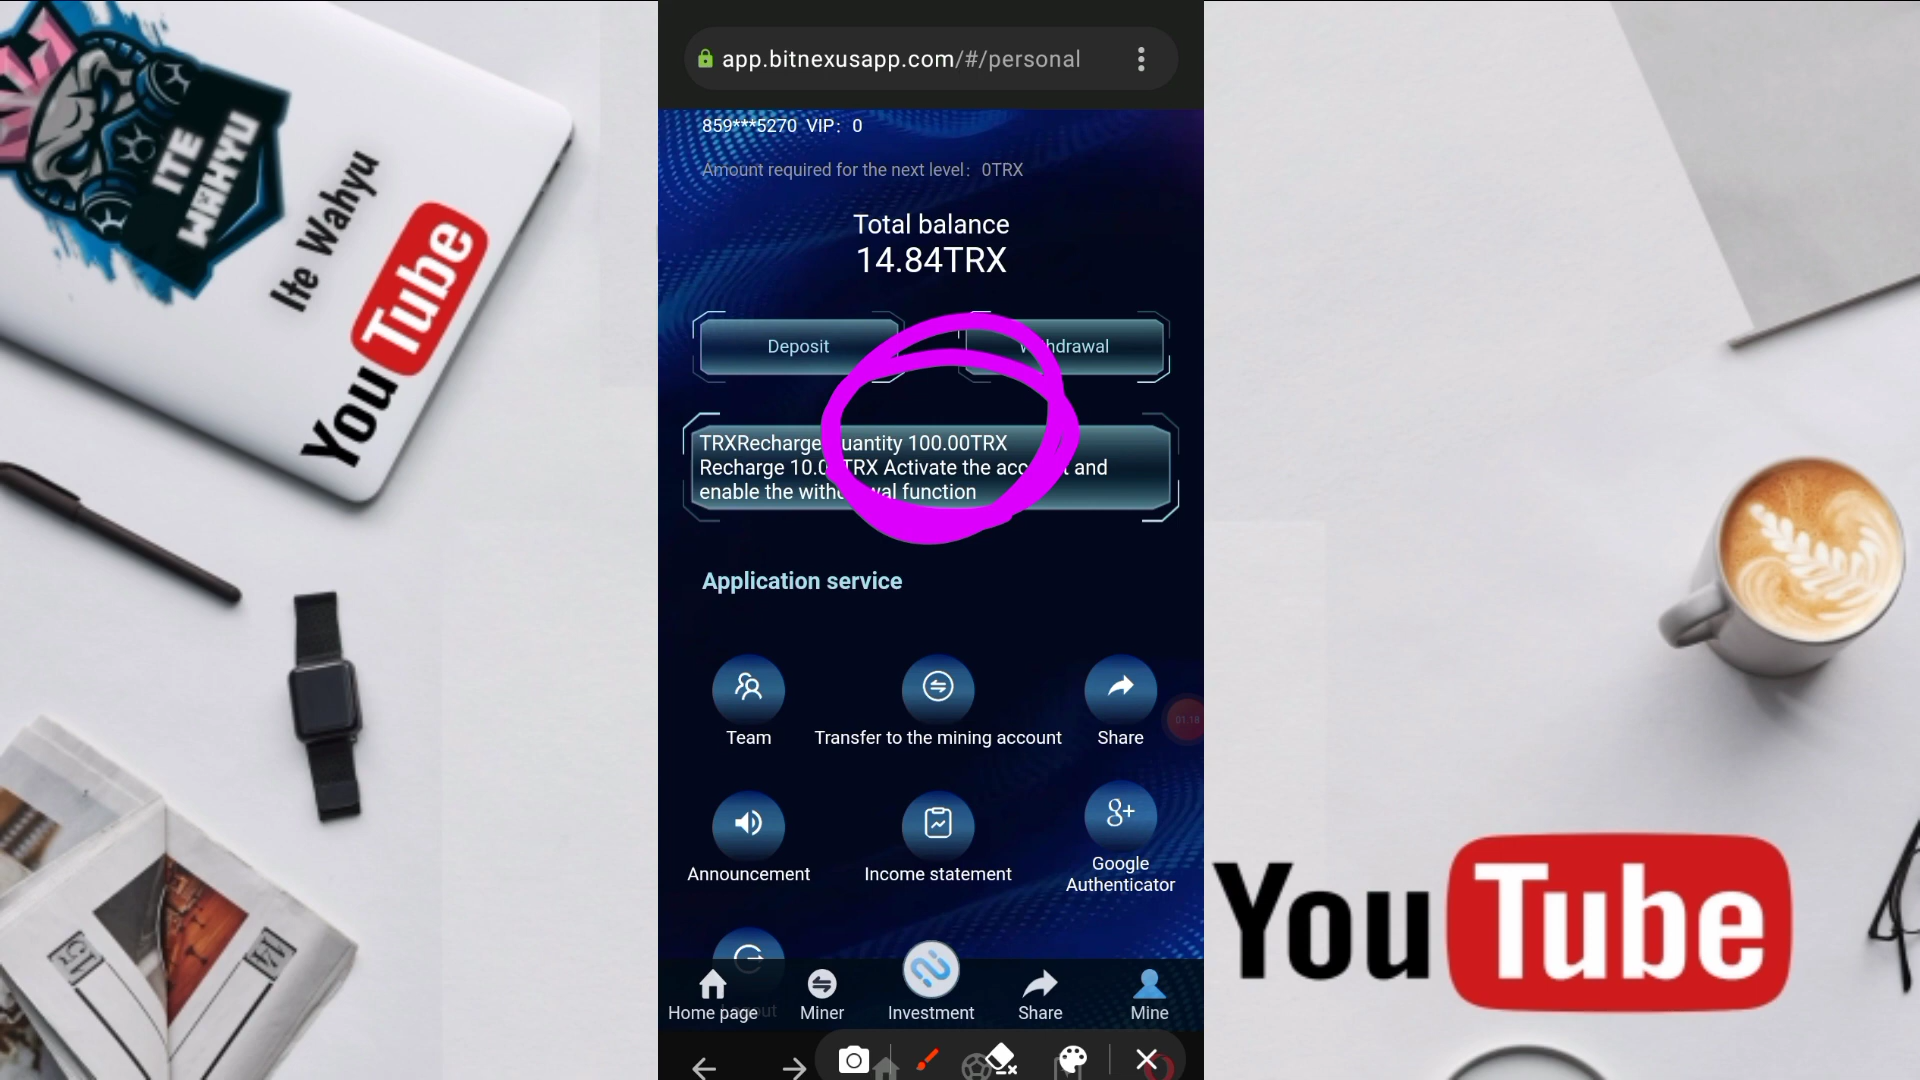 ITE
WAHYU
Ite Wahyu
YouTube
app.bitnexusapp.com/#/personal
859***5270 VIP: 0
Amount required for the next level: 0TRX
Total balance
14.84TRX
Deposit
Withdrawal
TRXRecharge quantity 100.00TRX
Recharge 10.00TRX Activate the account and
enable the withdrawal function
Application service
Team
Transfer to the mining account
Share
01:18
Announcement
Income statement
Google
Authenticator
Home page
Miner
Investment
Share
Mine
YouTube